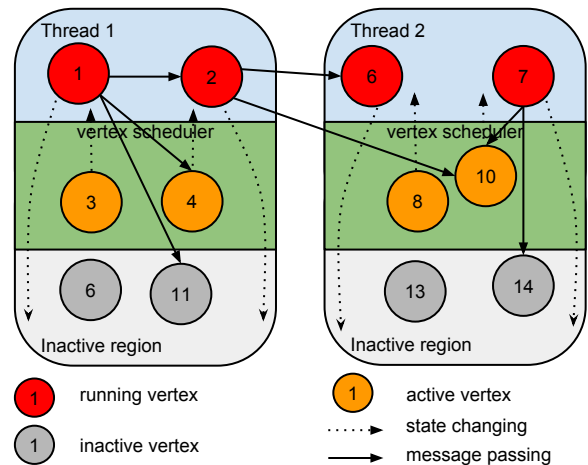 Thread 1
Thread 2
1
2
6
7
vertex scheduler
vertex scheduler
3
4
8
10
6
11
13
14
Inactive region
Inactive region
1 running vertex
1 active vertex
state changing
1 inactive vertex
message passing